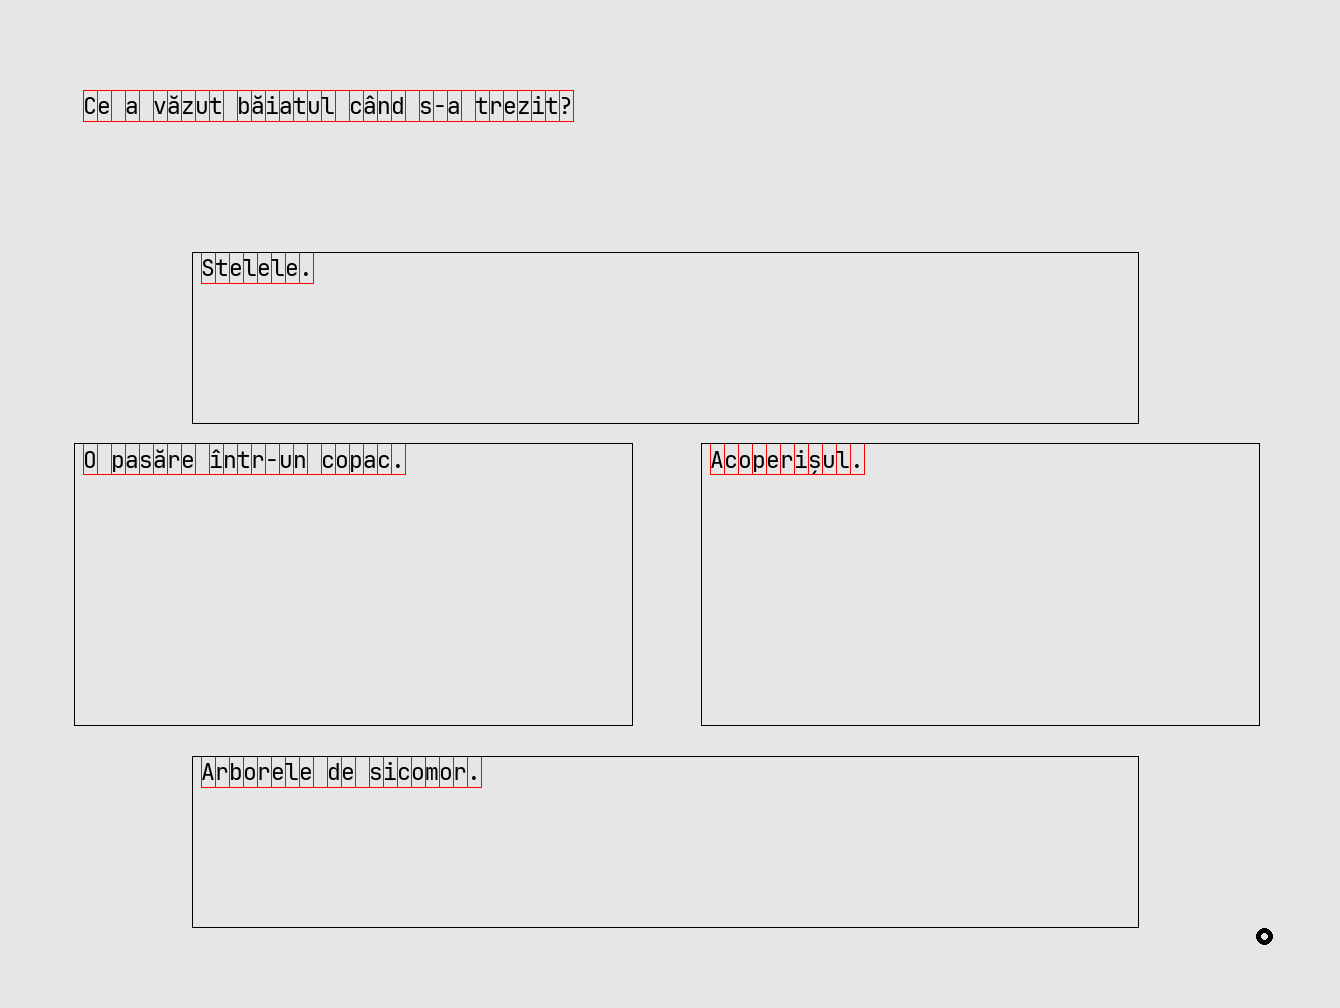 Ce a văzut băiatul când s-a trezit?
Stelele.
O pasăre într-un copac.
Acoperișul.
Arborele de sicomor.